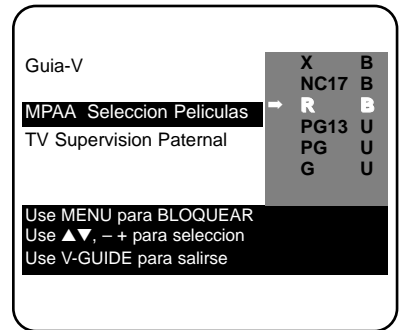 Guia-V
MPAA Seleccion Peliculas
TV Supervision Paternal
X B
NC17 B
➡ R B
PG13 U
PG U
G U
Use MENU para BLOQUEAR
Use ▲▼, – + para seleccion
Use V-GUIDE para salirse